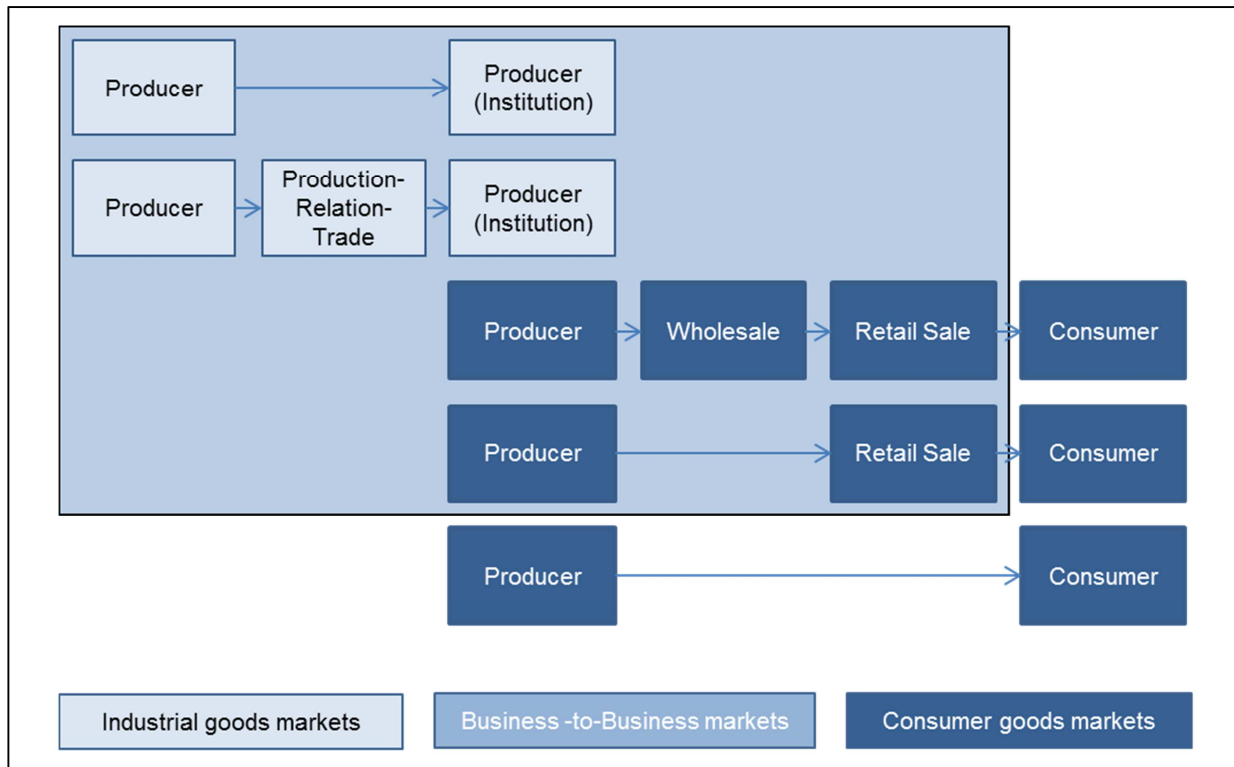 Producer
Producer
(Institution)
Producer
Production-
Relation-
Trade
Producer
(Institution)
Producer
Wholesale
Retail Sale
Consumer
Producer
Retail Sale
Consumer
Producer
Consumer
Industrial goods markets
Business -to-Business markets
Consumer goods markets